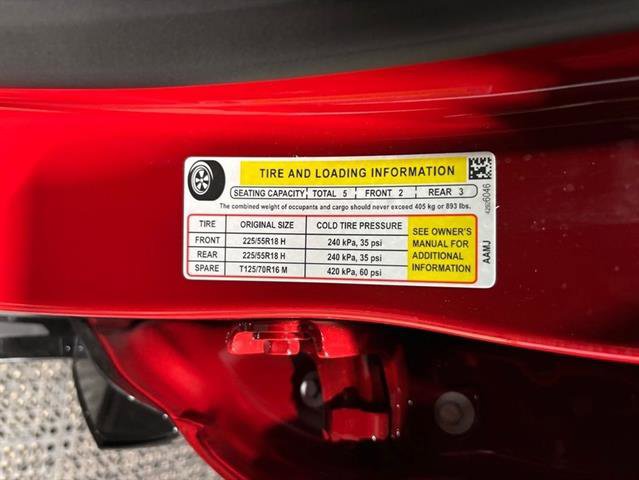 TIRE AND LOADING INFORMATION
SEATING CAPACITY TOTAL 5 FRONT 2 REAR 3
The combined weight of occupants and cargo should never exceed 405 kg or 893 lbs.
TIRE ORIGINAL SIZE COLD TIRE PRESSURE
FRONT 225/55R18 H 240 kPa, 35 psi
REAR 225/55R18 H 240 kPa, 35 psi
SPARE T125/70R16 M 420 kPa, 60 psi
SEE OWNER'S
MANUAL FOR
ADDITIONAL
INFORMATION
AAMJ